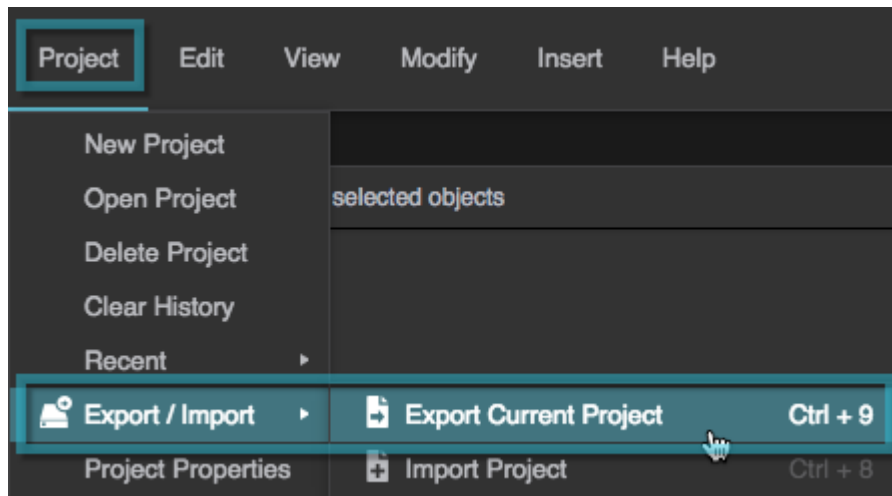 Project Edit View Modify Insert Help
New Project
Open Project
selected objects
Delete Project
Clear History
Recent
Export / Import
Export Current Project Ctrl + 9
Project Properties
Import Project Ctrl + 8